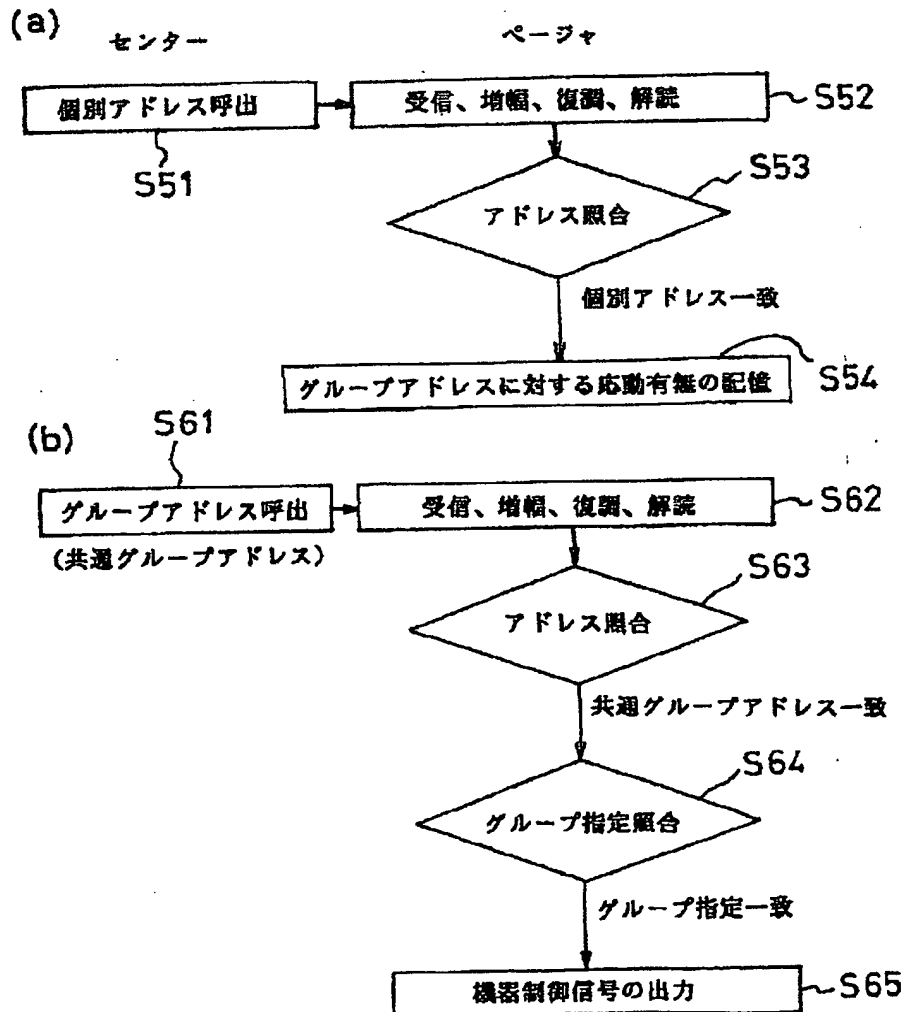 (a)
センター
ページャ
個別アドレス呼出
受信、増幅、復調、解読
S52
S51
S53
アドレス照合
個別アドレス一致
グループアドレスに対する応動有無の記憶
S54
S61
(b)
グループアドレス呼出
受信、増幅、復調、解読
S62
(共通グループアドレス)
S63
アドレス照合
共通グループアドレス一致
S64
グループ指定照合
グループ指定一致
機器制御信号の出力
S65